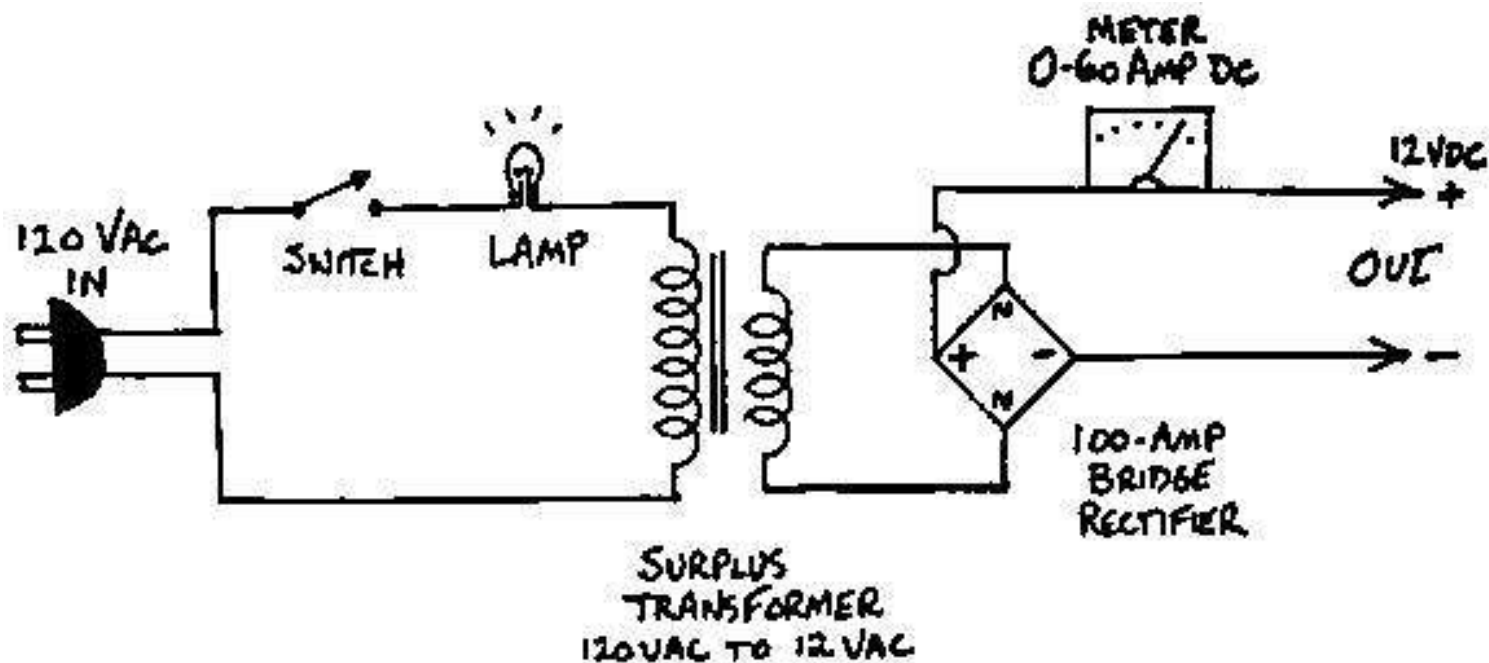 METER
0-60 AMP DC
12VDC
+
120 VAC
IN
SWITCH
LAMP
OUT
+ -
-
100-AMP
BRIDGE
RECTIFIER
SURPLUS
TRANSFORMER
120VAC TO 12 VAC